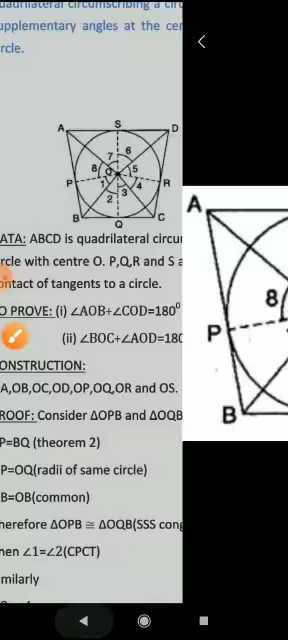 uadrilateral circumscribing a circ
upplementary angles at the cen
rcle.
A S D
7 6
8 O 5
P 1 4 R
2 3
B Q C
ATA: ABCD is quadrilateral circur
rcle with centre O. P,Q,R and S a
ontact of tangents to a circle.
O PROVE: (i) ∠AOB+∠COD=180⁰
(ii) ∠BOC+∠AOD=180
ONSTRUCTION:
A,OB,OC,OD,OP,OQ,OR and OS.
ROOF: Consider ΔOPB and ΔOQB
P=BQ (theorem 2)
P=OQ(radii of same circle)
B=OB(common)
herefore ΔOPB ≅ ΔOQB(SSS cong
hen ∠1=∠2(CPCT)
milarly
A
8
P
B